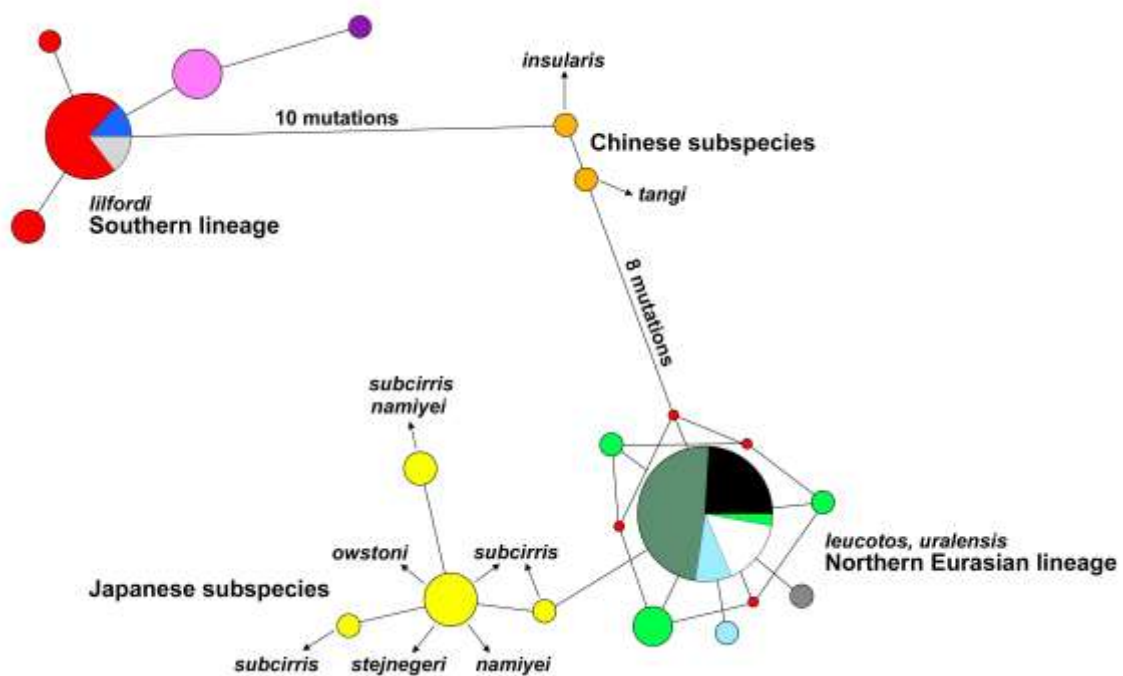 insularis
10 mutations
Chinese subspecies
tangi
lilfordi
Southern lineage
8 mutations
subcirris
namiyei
owstoni
subcirris
leucotos, uralensis
Northern Eurasian lineage
Japanese subspecies
subcirris
stejnegeri
namiyei